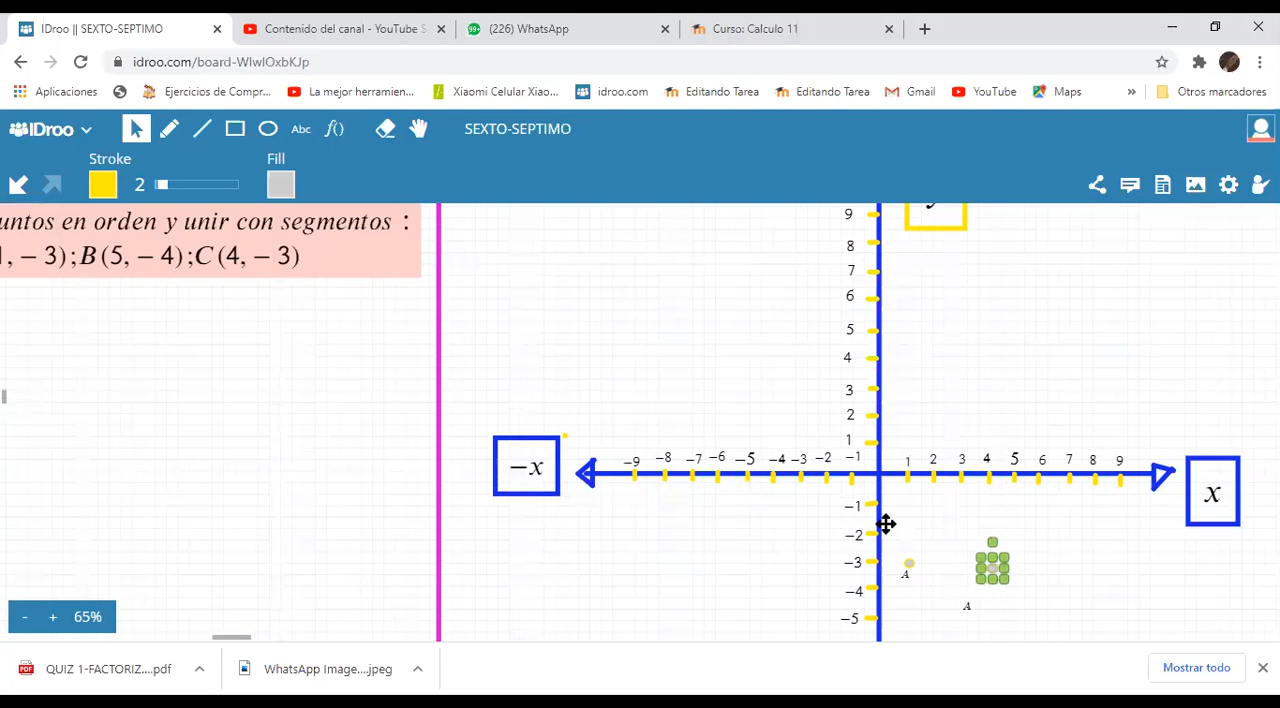 IDroo || SEXTO-SEPTIMO
Contenido del canal - YouTube S
99+
(226) WhatsApp
Curso: Calculo 11
idroo.com/board-WIwIOxbKJp
Aplicaciones
Ejercicios de Compr...
La mejor herramien...
Xiaomi Celular Xiao...
idroo.com
Editando Tarea
Editando Tarea
Gmail
YouTube
Maps
»
Otros marcadores
IDroo
Abc
f()
SEXTO-SEPTIMO
Stroke
2
Fill
untos en orden y unir con segmentos :
, − 3) ; B (5, − 4) ; C (4, − 3)
9
8
7
6
5
4
3
2
1
−x
−9 −8 −7 −6 −5 −4 −3 −2 −1 1 2 3 4 5 6 7 8 9
x
−1
−2
−3
A
−4
A
−5
- + 65%
PDF
QUIZ 1-FACTORIZ....pdf
WhatsApp Image....jpeg
Mostrar todo